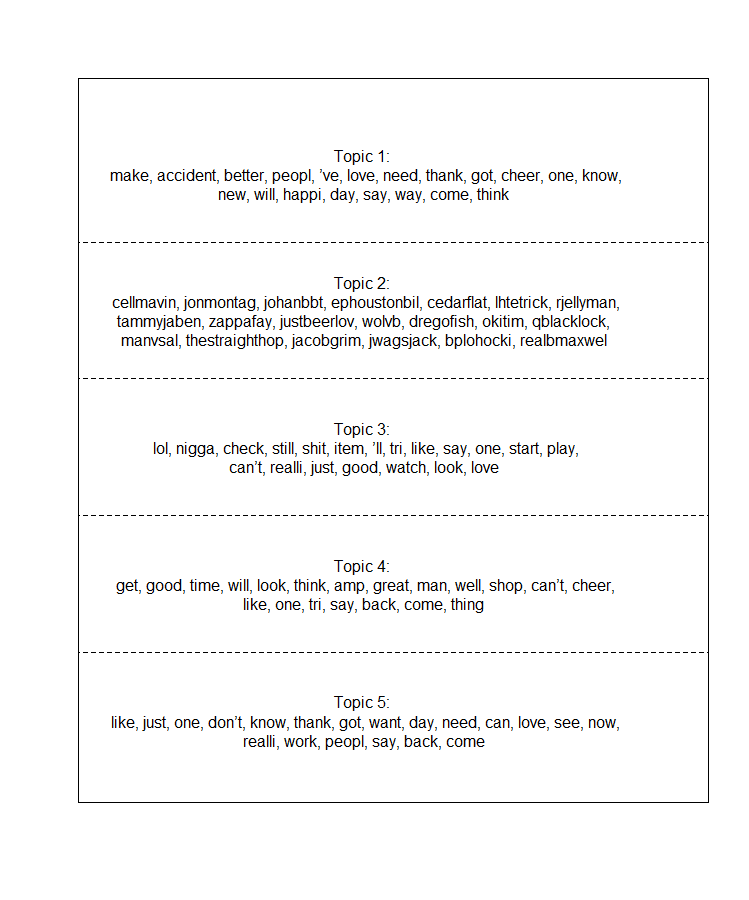 Topic 1:
make, accident, better, peopl, ’ve, love, need, thank, got, cheer, one, know,
new, will, happi, day, say, way, come, think
Topic 2:
cellmavin, jonmontag, johanbbt, ephoustonbil, cedarflat, lhtetrick, rjellyman,
tammyjaben, zappafay, justbeerlov, wolvb, dregofish, okitim, qblacklock,
manvsal, thestraighthop, jacobgrim, jwagsjack, bplohocki, realbmaxwel
Topic 3:
lol, nigga, check, still, shit, item, ’ll, tri, like, say, one, start, play,
can’t, realli, just, good, watch, look, love
Topic 4:
get, good, time, will, look, think, amp, great, man, well, shop, can’t, cheer,
like, one, tri, say, back, come, thing
Topic 5:
like, just, one, don’t, know, thank, got, want, day, need, can, love, see, now,
realli, work, peopl, say, back, come